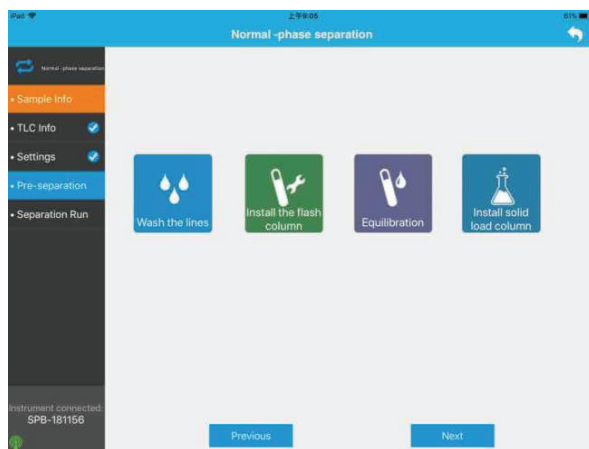 iPad
上午9:05
61%
Normal -phase separation
Normal -phase separation
• Sample Info
• TLC Info
• Settings
• Pre-separation
• Separation Run
Wash the lines
Install the flash
column
Equilibration
Install solid
load column
Instrument connected:
SPB-181156
Previous
Next